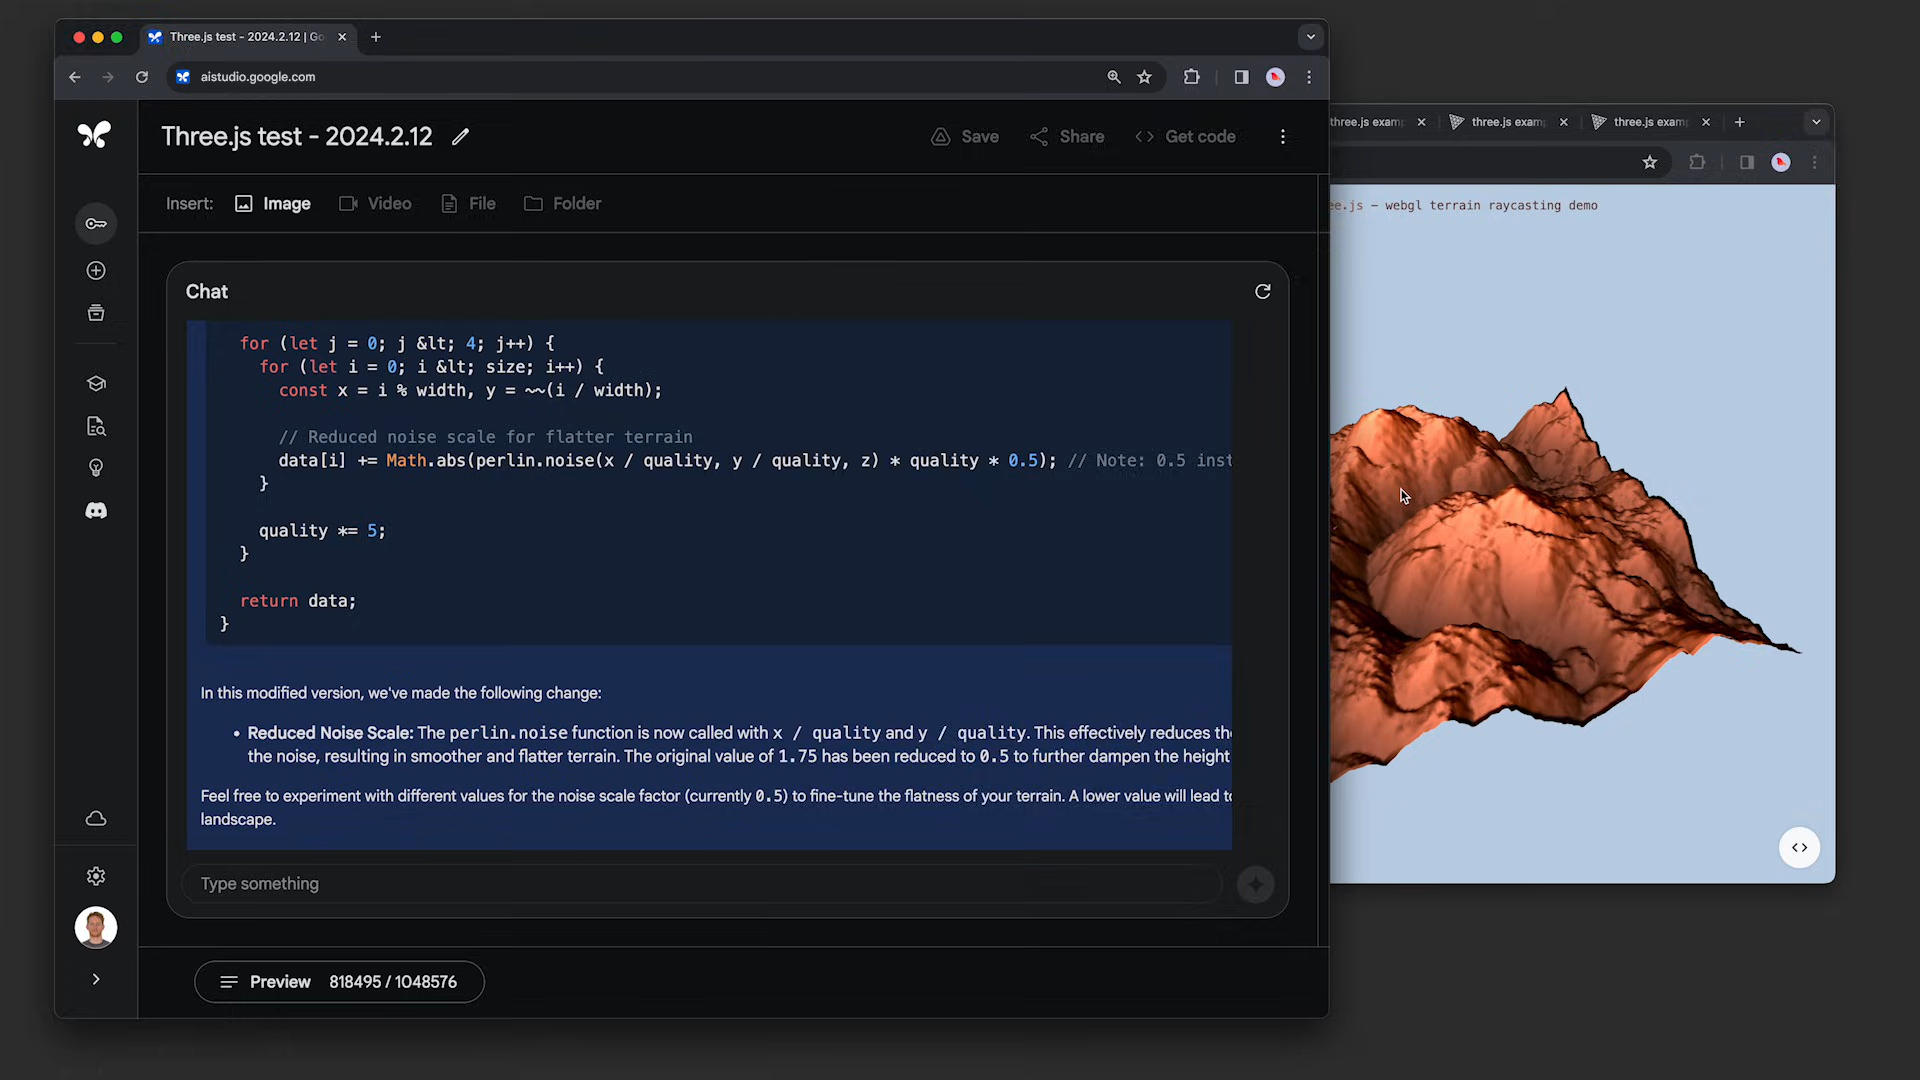 Three.js test - 2024.2.12 | Go
aistudio.google.com
Three.js test - 2024.2.12
Save
Share
Get code
Insert:
Image
Video
File
Folder
Chat
for (let j = 0; j &lt; 4; j++) {
for (let i = 0; i &lt; size; i++) {
const x = i % width, y = ~~(i / width);
// Reduced noise scale for flatter terrain
data[i] += Math.abs(perlin.noise(x / quality, y / quality, z) * quality * 0.5); // Note: 0.5 inst
}
quality *= 5;
}
return data;
}
In this modified version, we've made the following change:
• Reduced Noise Scale: The perlin.noise function is now called with x / quality and y / quality. This effectively reduces the
the noise, resulting in smoother and flatter terrain. The original value of 1.75 has been reduced to 0.5 to further dampen the height
Feel free to experiment with different values for the noise scale factor (currently 0.5) to fine-tune the flatness of your terrain. A lower value will lead to
landscape.
Type something
Preview 818495 / 1048576
three.js exam
three.js exam
three.js exam
ee.js - webgl terrain raycasting demo